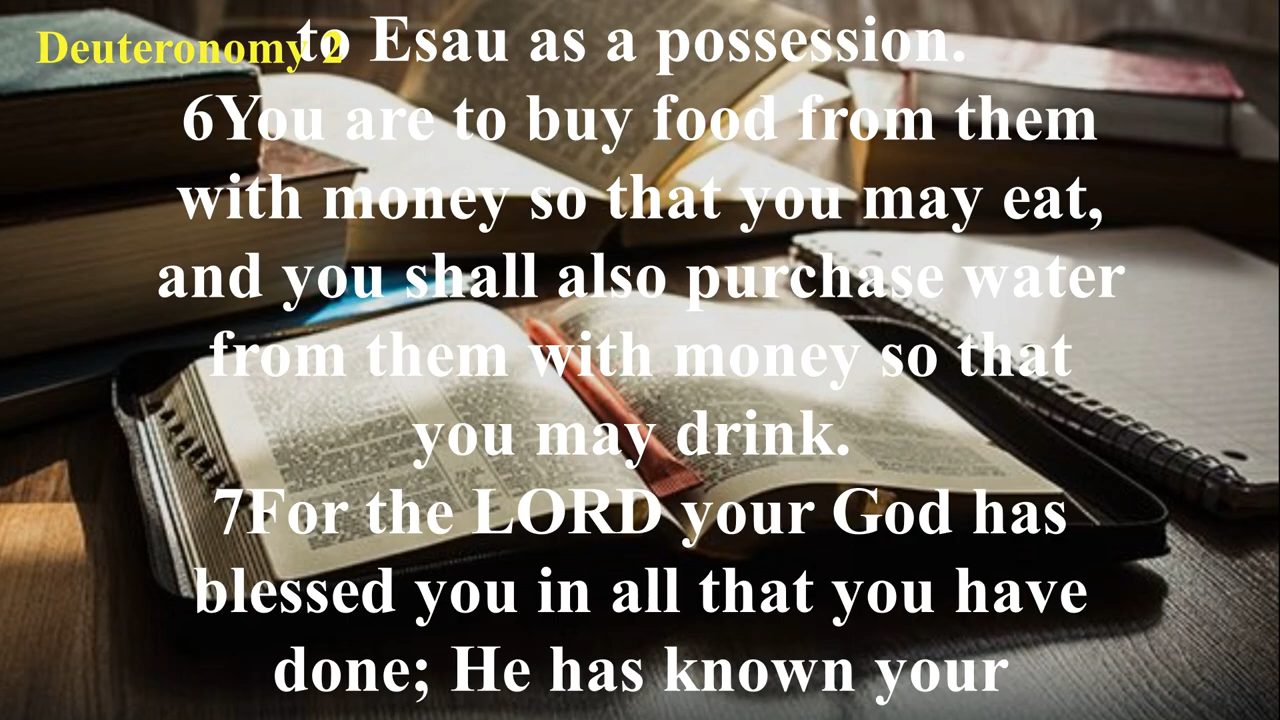 Deuteronomy 2
to Esau as a possession.
6You are to buy food from them
with money so that you may eat,
and you shall also purchase water
from them with money so that
you may drink.
7For the LORD your God has
blessed you in all that you have
done; He has known your